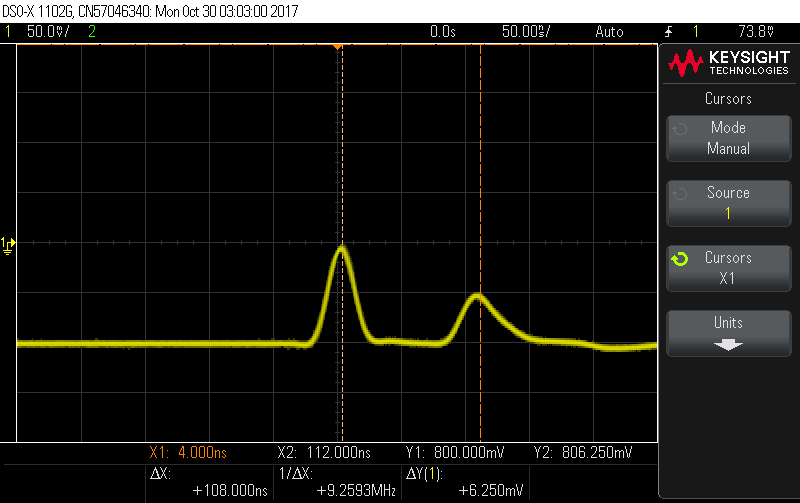 DSO-X 1102G, CN57046340: Mon Oct 30 03:03:00 2017
1 50.0V/ 2 0.0s 50.00s/ Auto 1 73.8V
KEYSIGHT
TECHNOLOGIES
Cursors
Mode
Manual
Source
1
Cursors
X1
Units
1
X1: 4.000ns X2: 112.000ns Y1: 800.000mV Y2: 806.250mV
ΔX: 1/ΔX: ΔY(1):
+108.000ns +9.2593MHz +6.250mV